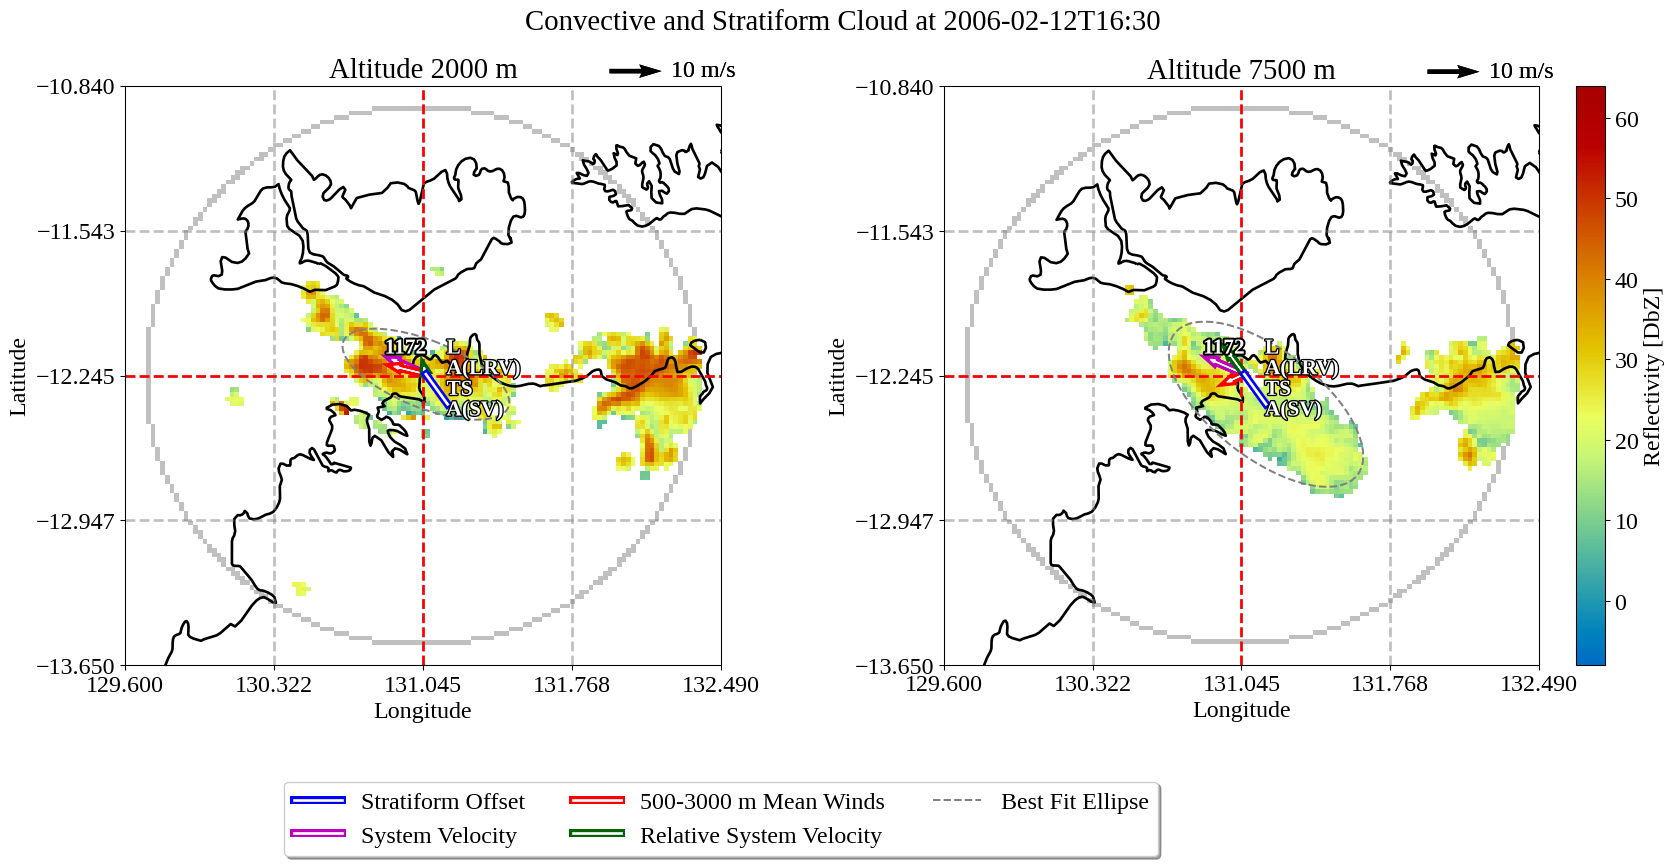 Convective and Stratiform Cloud at 2006-02-12T16:30
Altitude 2000 m
10 m/s
−10.840
−11.543
−12.245
−12.947
−13.650
Latitude
129.600
130.322
131.045
131.768
132.490
Longitude
1172
L
A(LRV)
TS
A(SV)
Altitude 7500 m
10 m/s
−10.840
−11.543
−12.245
−12.947
−13.650
Latitude
129.600
130.322
131.045
131.768
132.490
Longitude
1172
L
A(LRV)
TS
A(SV)
60
50
40
30
20
10
0
Reflectivity [DbZ]
Stratiform Offset
System Velocity
500-3000 m Mean Winds
Relative System Velocity
Best Fit Ellipse